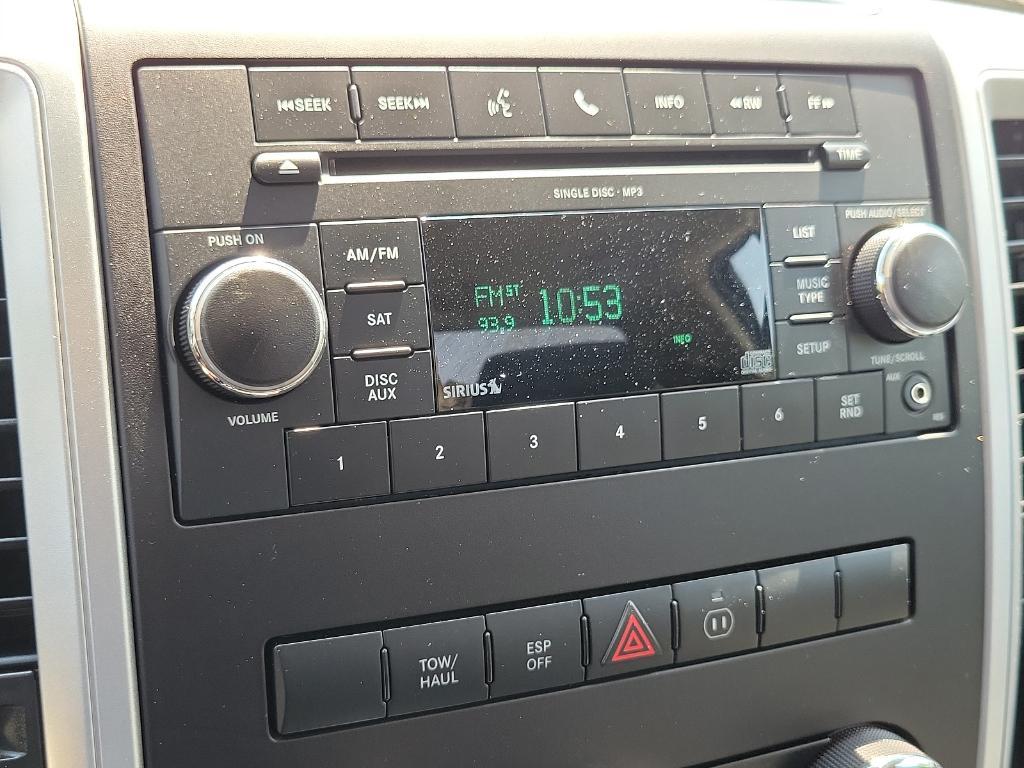 SEEK
SEEK
INFO
RW
FF
TIME
SINGLE DISC · MP3
PUSH ON
AM/FM
LIST
PUSH AUDIO/SELECT
SAT
FM ST
93.9
10:53
INFO
MUSIC
TYPE
DISC
AUX
SIRIUS
disc
SETUP
TUNE/SCROLL
VOLUME
1
2
3
4
5
6
SET
RND
AUX
RES
TOW/
HAUL
ESP
OFF